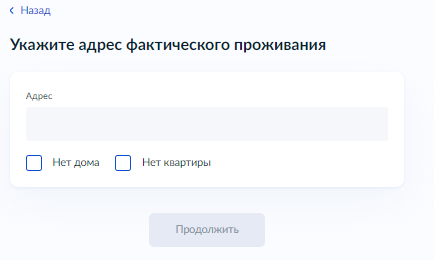 Назад
Укажите адрес фактического проживания
Адрес
Нет дома Нет квартиры
Продолжить